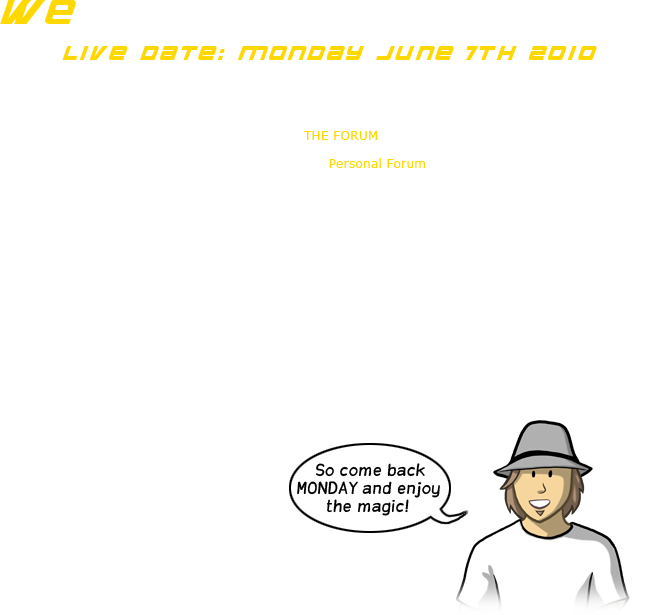 We
Live Date: Monday June 7th 2010
THE FORUM
Personal Forum
So come back
MONDAY and enjoy
the magic!